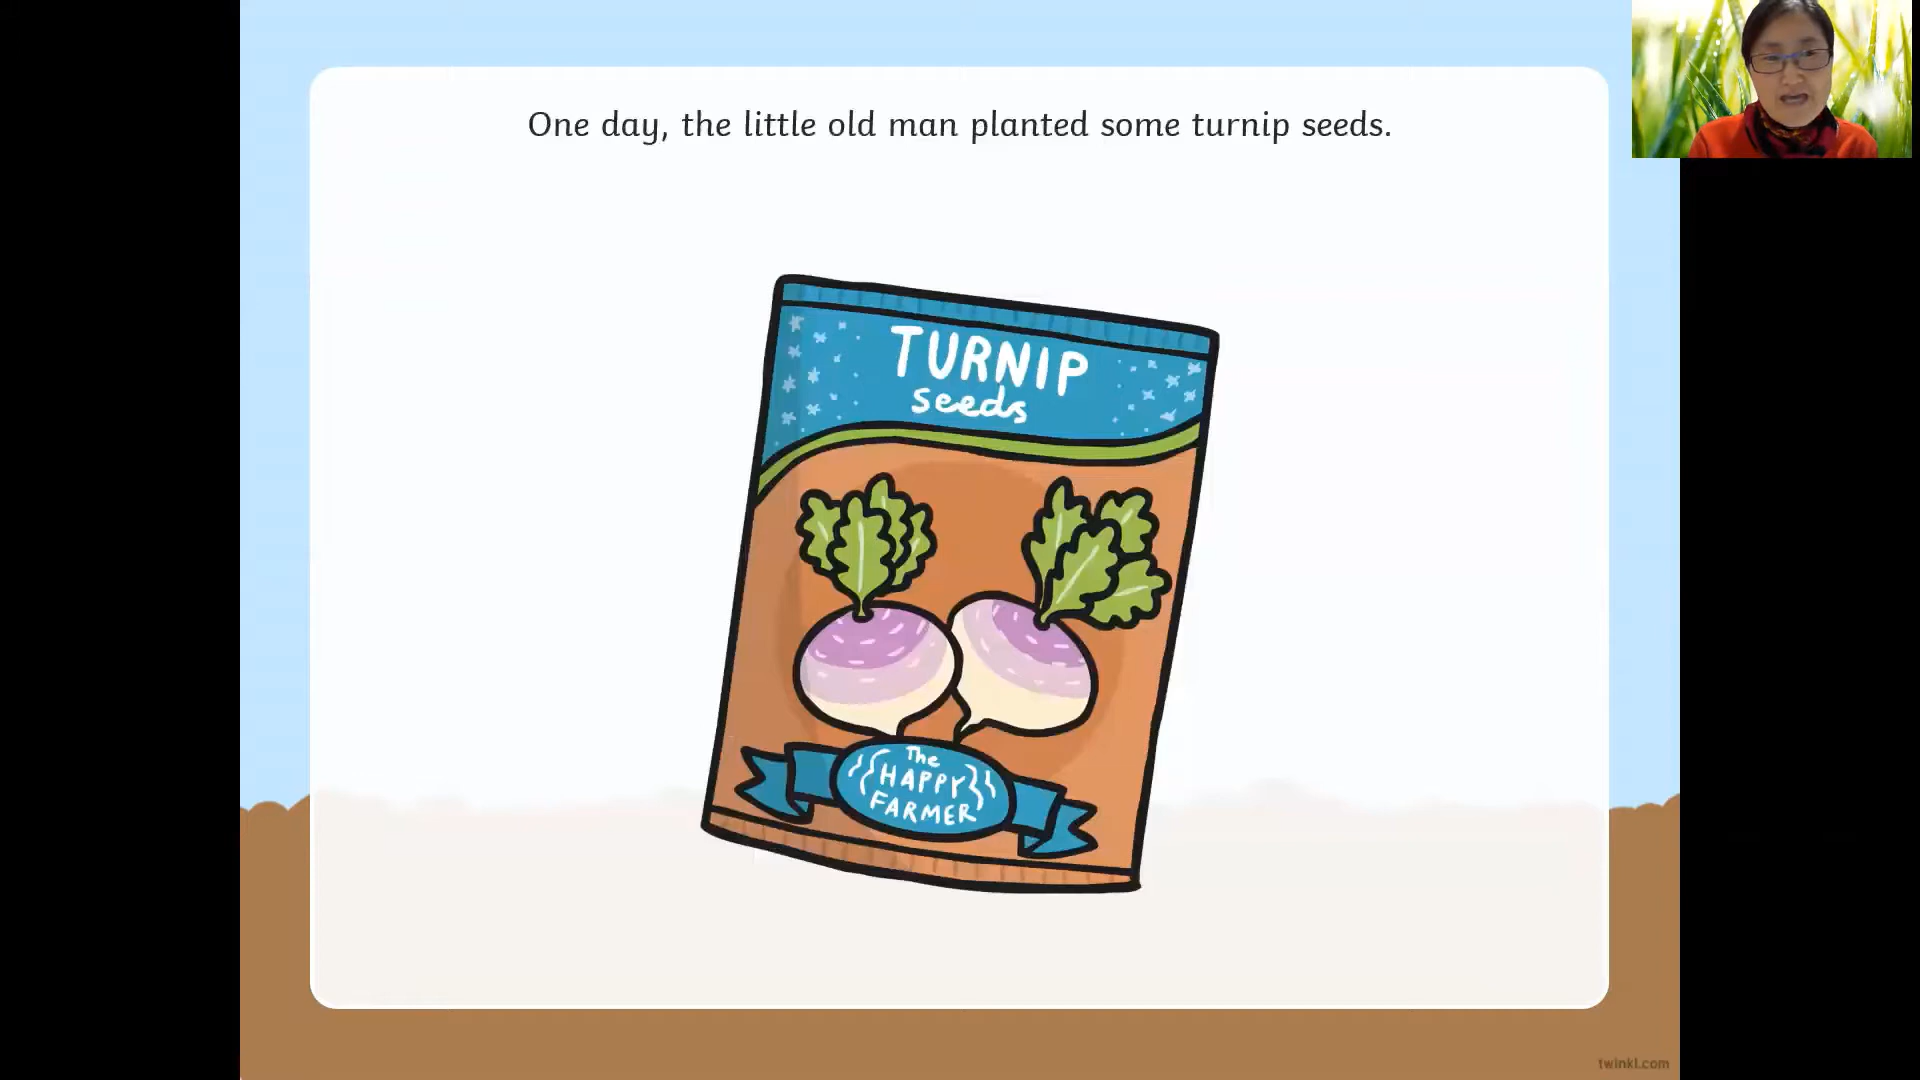 One day, the little old man planted some turnip seeds.
TURNIP
seeds
The
HAPPY
FARMER
twinkl.com